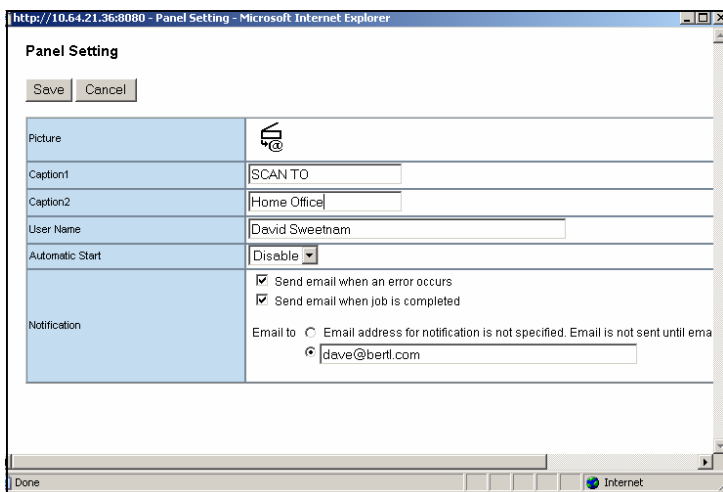 http://10.64.21.36:8080 - Panel Setting - Microsoft Internet Explorer
Panel Setting
Save Cancel
Picture
Caption1 SCAN TO
Caption2 Home Office
User Name David Sweetnam
Automatic Start Disable
Send email when an error occurs
Send email when job is completed
Notification
Email to Email address for notification is not specified. Email is not sent until ema
dave@bertl.com
Done Internet